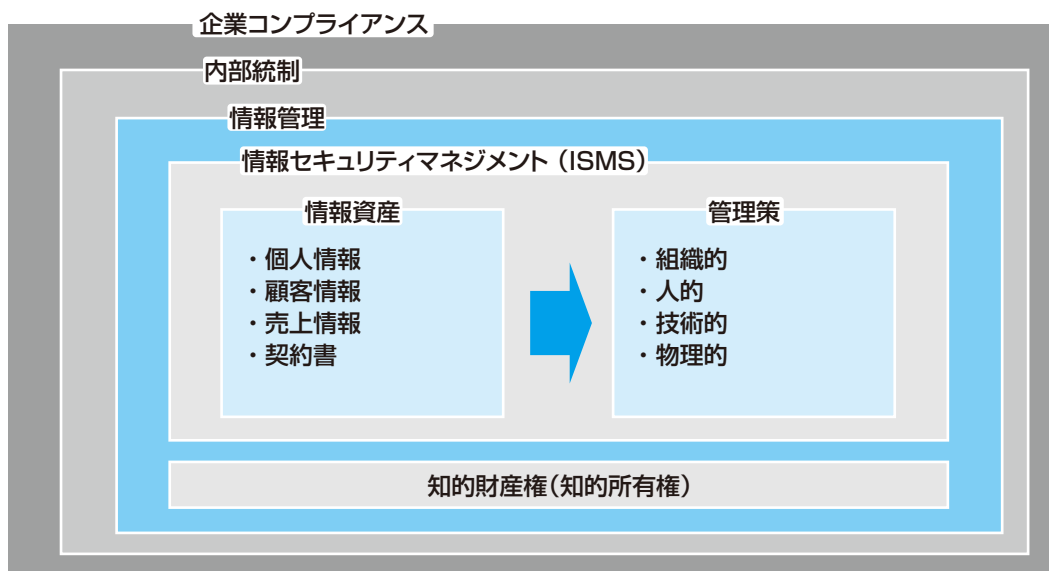 企業コンプライアンス
内部統制
情報管理
情報セキュリティマネジメント（ISMS）
情報資産
・個人情報
・顧客情報
・売上情報
・契約書
管理策
・組織的
・人的
・技術的
・物理的
知的財産権（知的所有権）